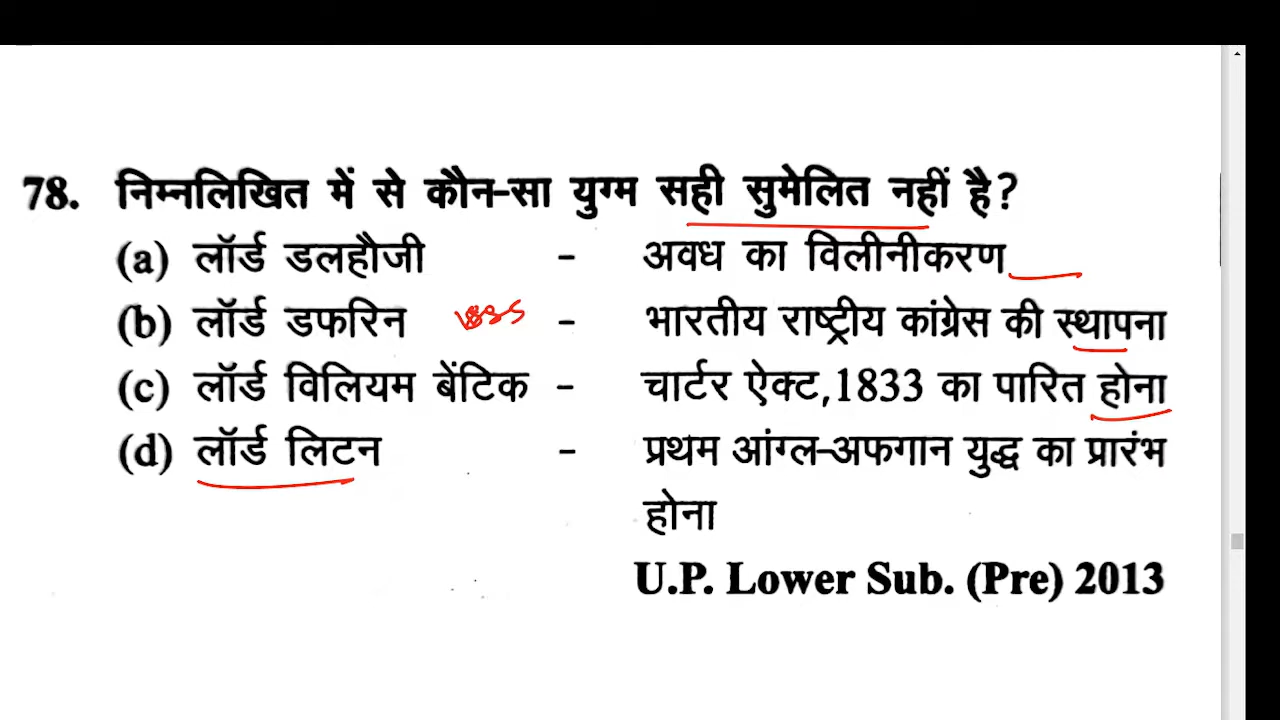 78. निम्नलिखित में से कौन-सा युग्म सही सुमेलित नहीं है?
(a) लॉर्ड डलहौजी - अवध का विलीनीकरण
(b) लॉर्ड डफरिन 1885 - भारतीय राष्ट्रीय कांग्रेस की स्थापना
(c) लॉर्ड विलियम बेंटिक - चार्टर ऐक्ट,1833 का पारित होना
(d) लॉर्ड लिटन - प्रथम आंग्ल-अफगान युद्ध का प्रारंभ
होना
U.P. Lower Sub. (Pre) 2013